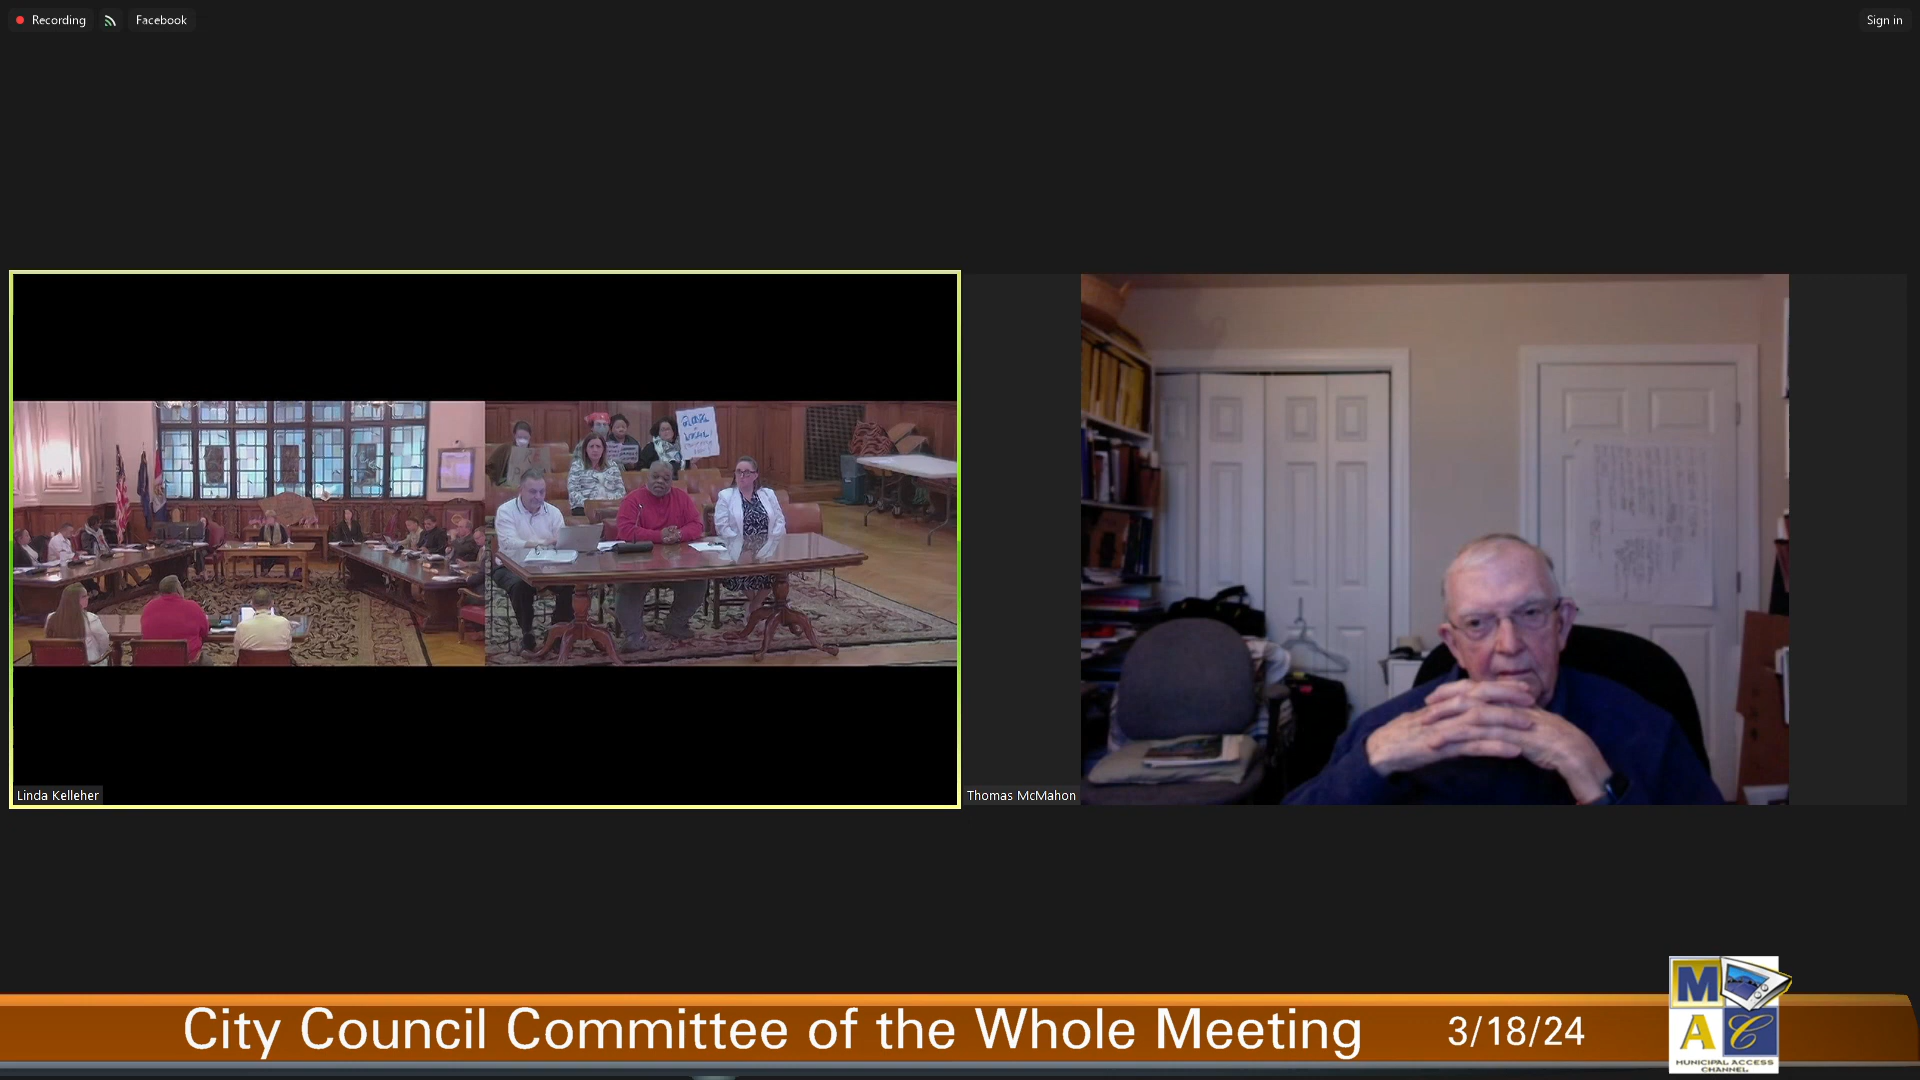 Recording
Facebook
Sign in
Linda Kelleher
Thomas McMahon
City Council Committee of the Whole Meeting 3/18/24
M
A C
MUNICIPAL ACCESS
CHANNEL